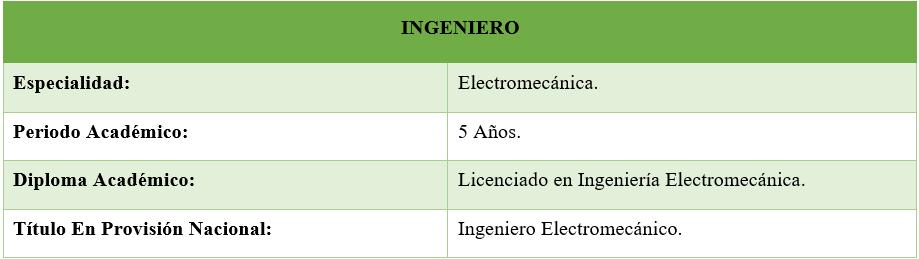 INGENIERO
Especialidad: Electromecánica.
Periodo Académico: 5 Años.
Diploma Académico: Licenciado en Ingeniería Electromecánica.
Título En Provisión Nacional: Ingeniero Electromecánico.